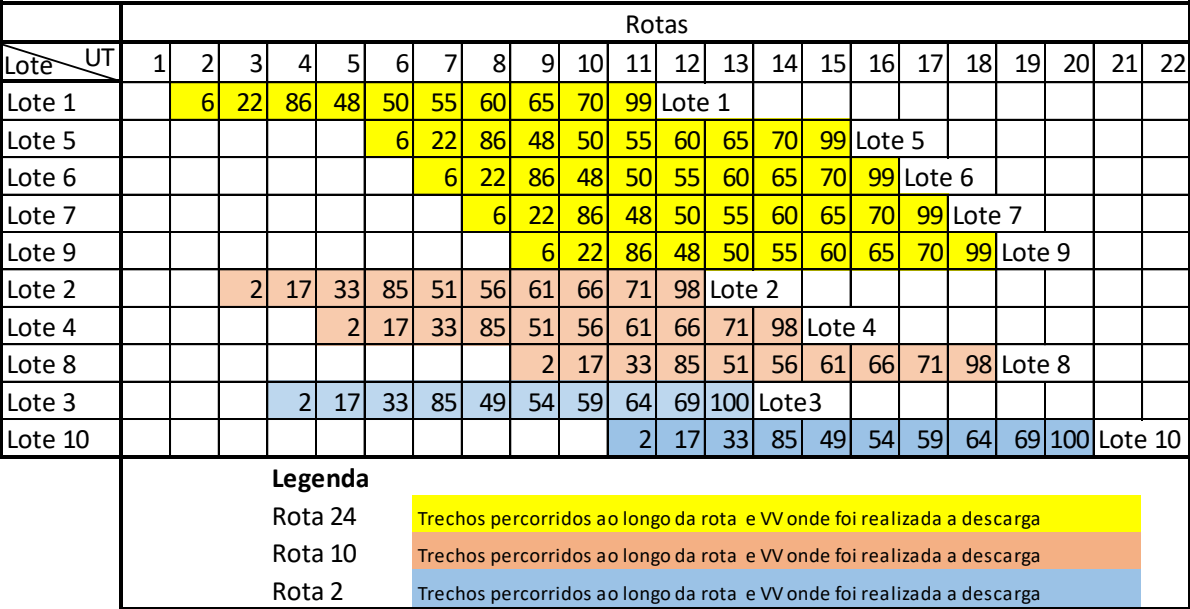 Rotas
Lote UT 1 2 3 4 5 6 7 8 9 10 11 12 13 14 15 16 17 18 19 20 21 22
Lote 1 6 22 86 48 50 55 60 65 70 99 Lote 1
Lote 5 6 22 86 48 50 55 60 65 70 99 Lote 5
Lote 6 6 22 86 48 50 55 60 65 70 99 Lote 6
Lote 7 6 22 86 48 50 55 60 65 70 99 Lote 7
Lote 9 6 22 86 48 50 55 60 65 70 99 Lote 9
Lote 2 2 17 33 85 51 56 61 66 71 98 Lote 2
Lote 4 2 17 33 85 51 56 61 66 71 98 Lote 4
Lote 8 2 17 33 85 51 56 61 66 71 98 Lote 8
Lote 3 2 17 33 85 49 54 59 64 69 100 Lote3
Lote 10 2 17 33 85 49 54 59 64 69 100 Lote 10
Legenda
Rota 24 Trechos percorridos ao longo da rota e VV onde foi realizada a descarga
Rota 10 Trechos percorridos ao longo da rota e VV onde foi realizada a descarga
Rota 2 Trechos percorridos ao longo da rota e VV onde foi realizada a descarga